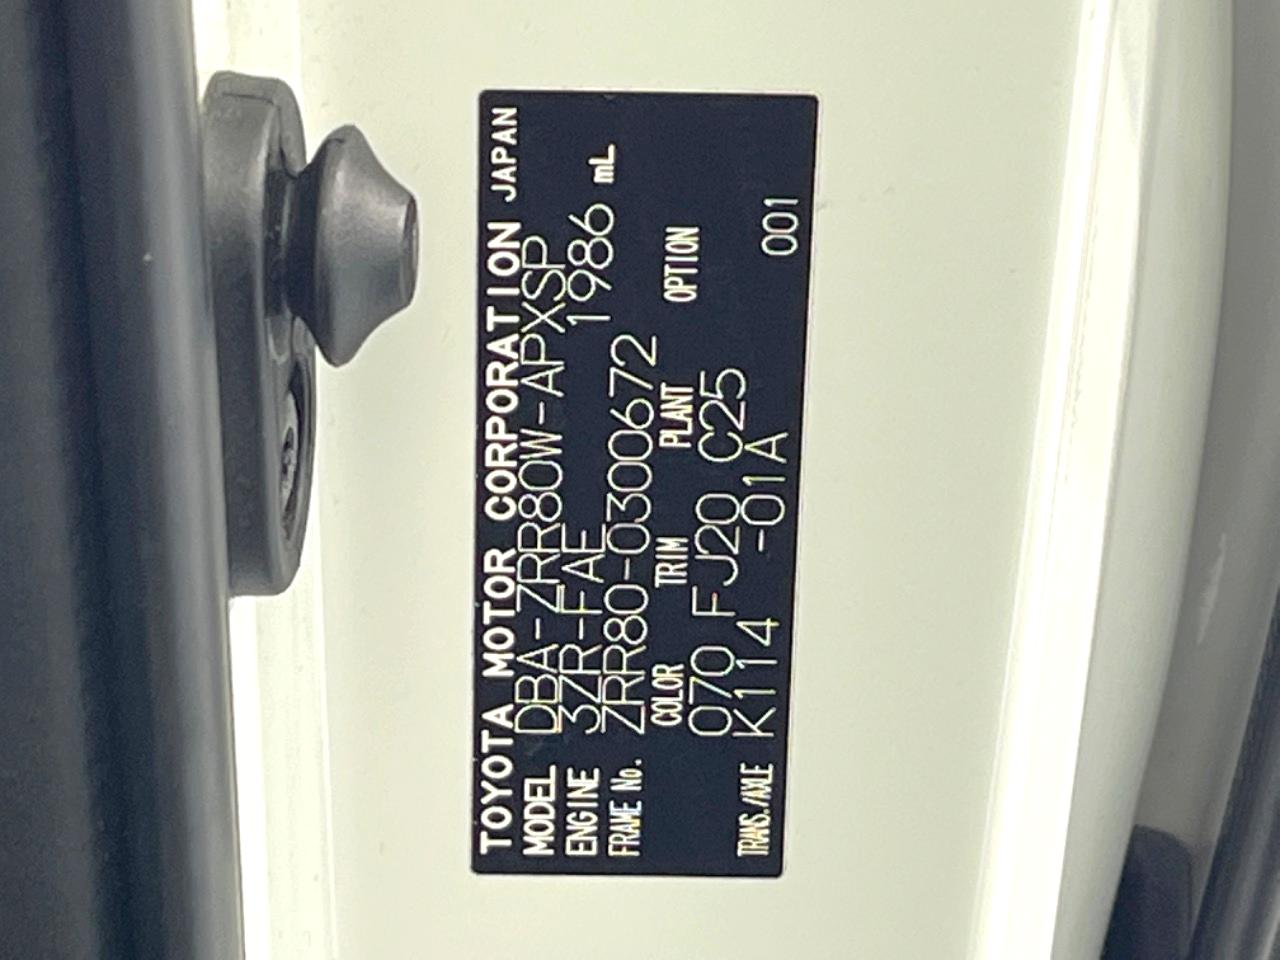 TOYOTA MOTOR CORPORATION JAPAN
MODEL DBA-ZRR80W-APXSP
ENGINE 3ZR-FAE 1986 mL
FRAME No. ZRR80-0300672
COLOR TRIM PLANT OPTION
070 FJ20 C25
TRANS./AXLE K114 -01A 001